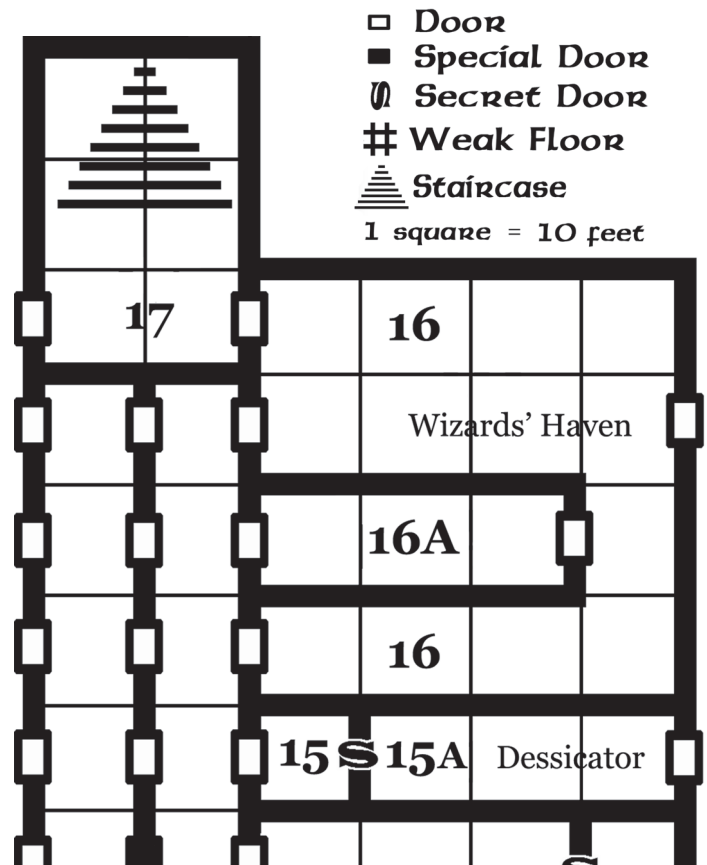 Door
Special Door
Secret Door
Weak Floor
Staircase
1 square = 10 feet
17
16
Wizards' Haven
16A
16
15 S 15A Dessicator